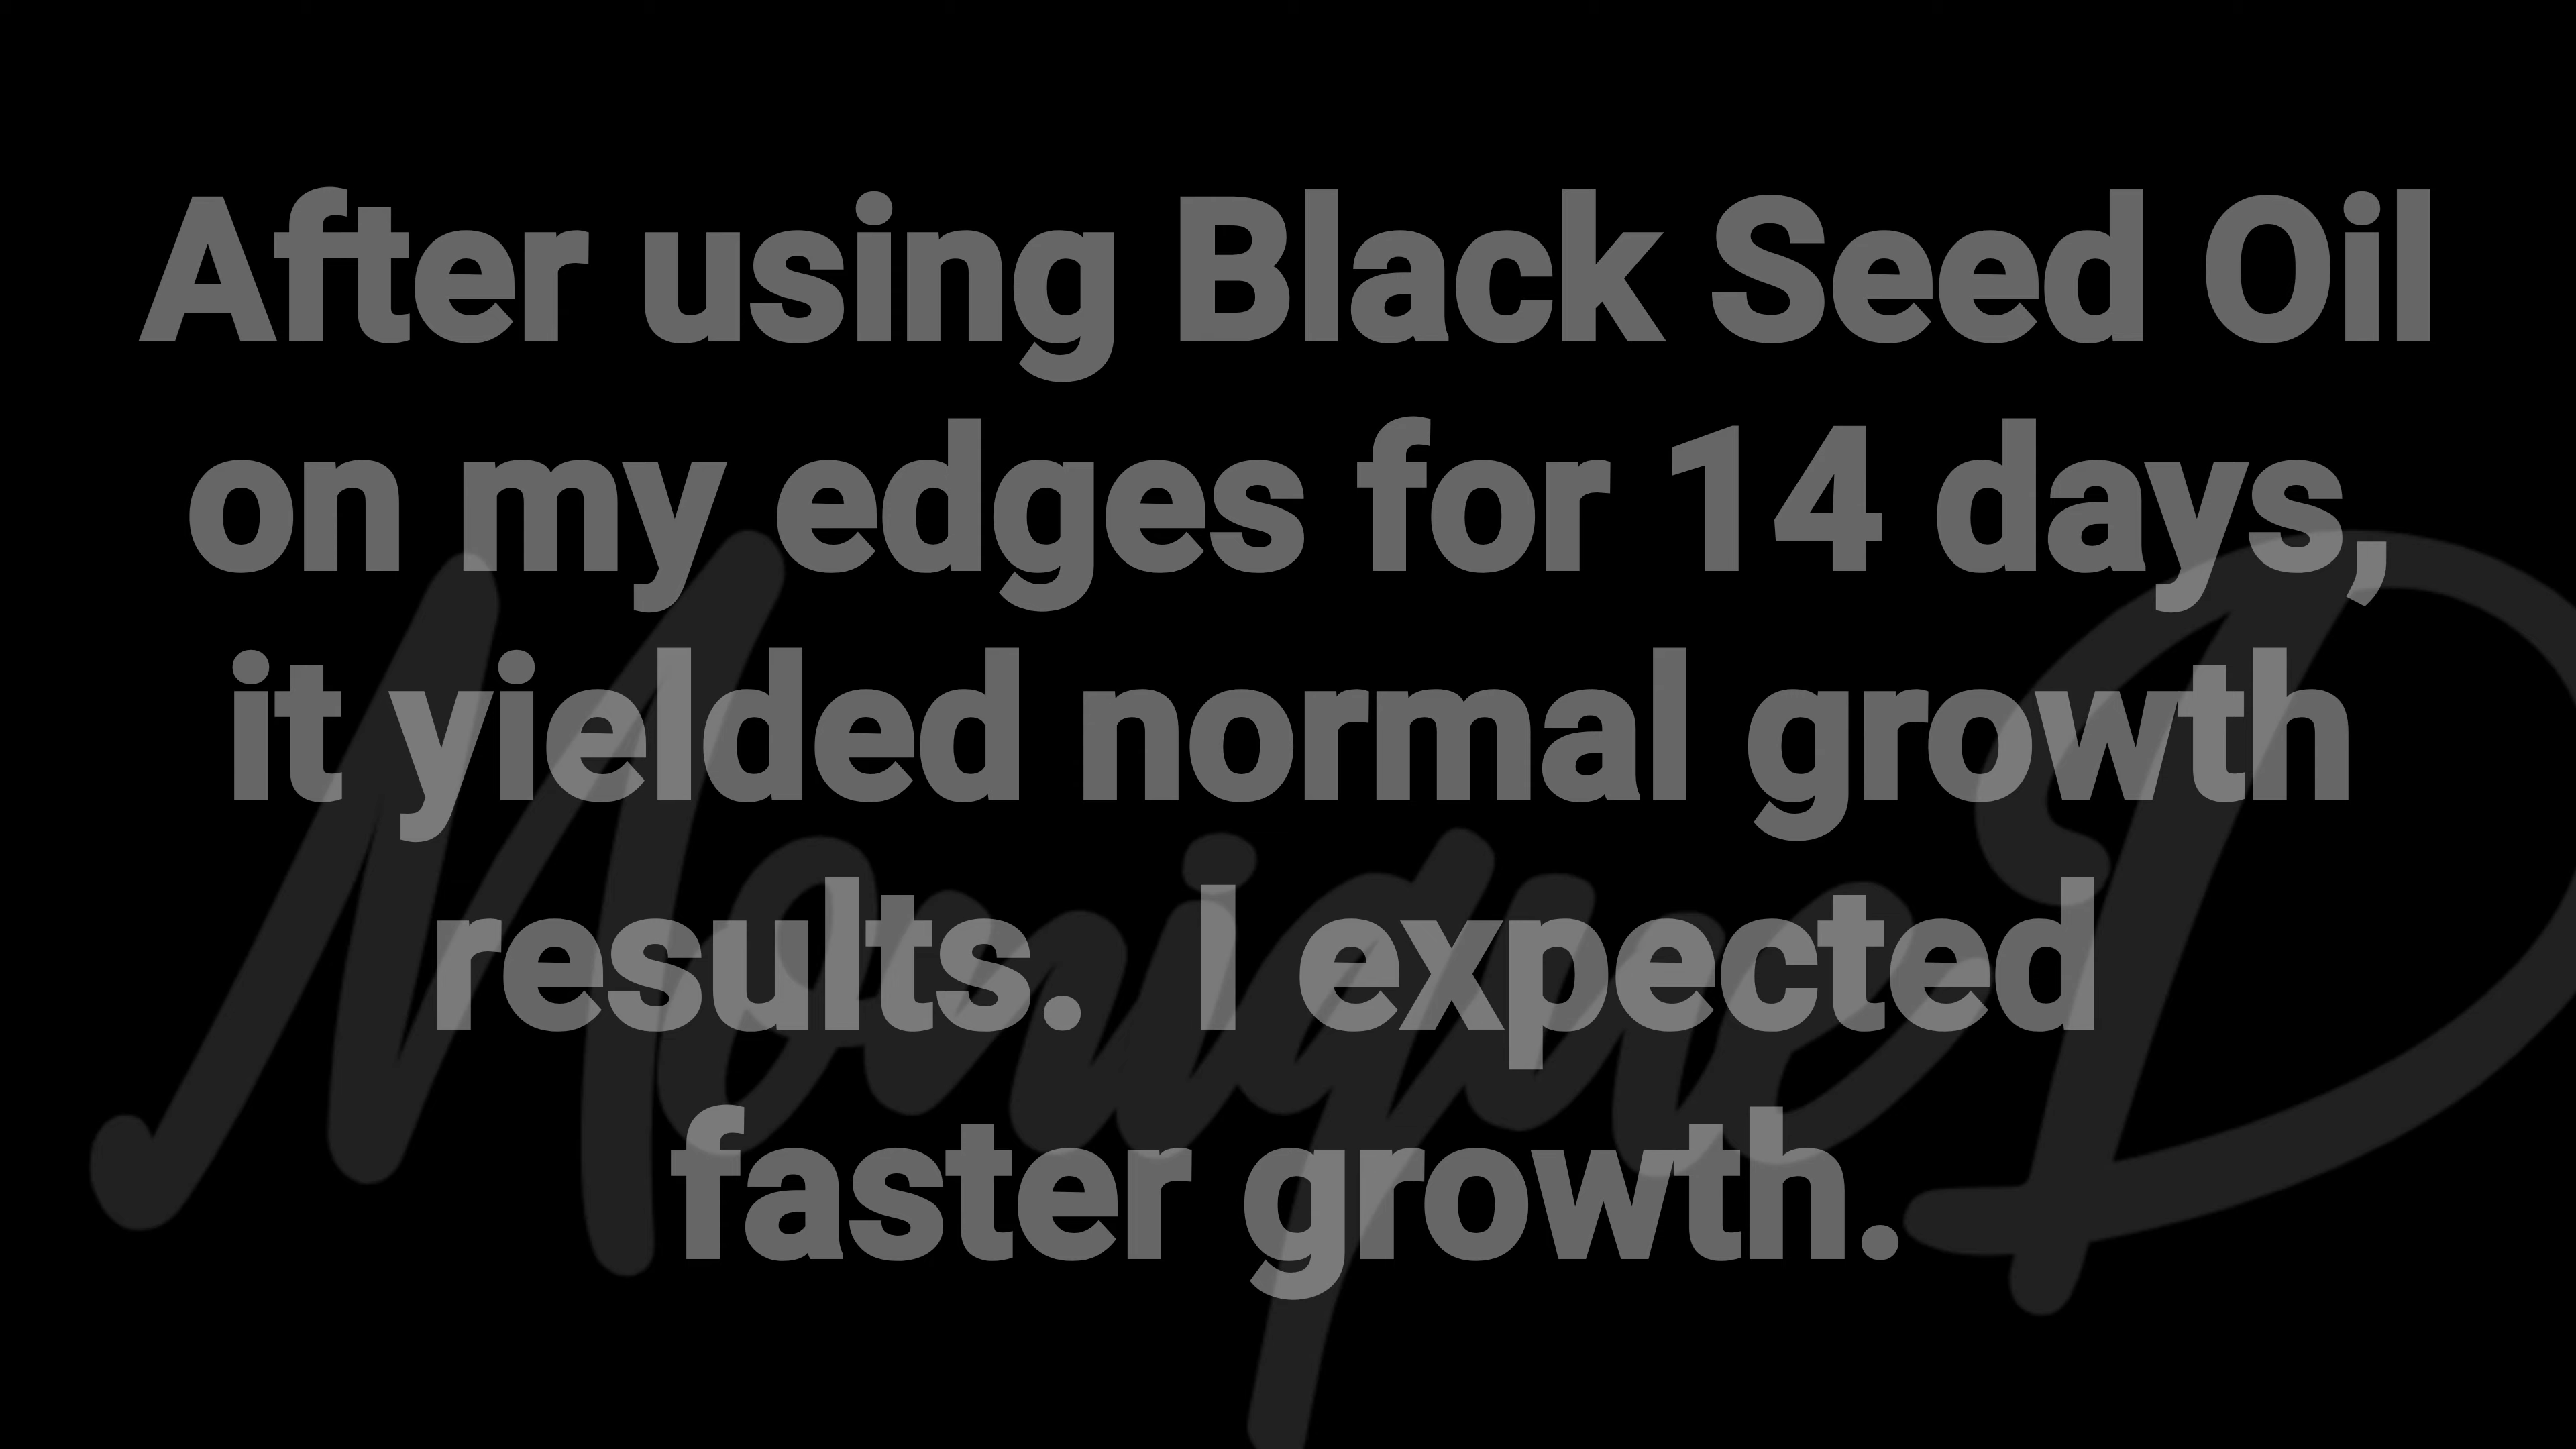 After using Black Seed Oil
on my edges for 14 days,
it yielded normal growth
results.  I expected
faster growth.
Monique D